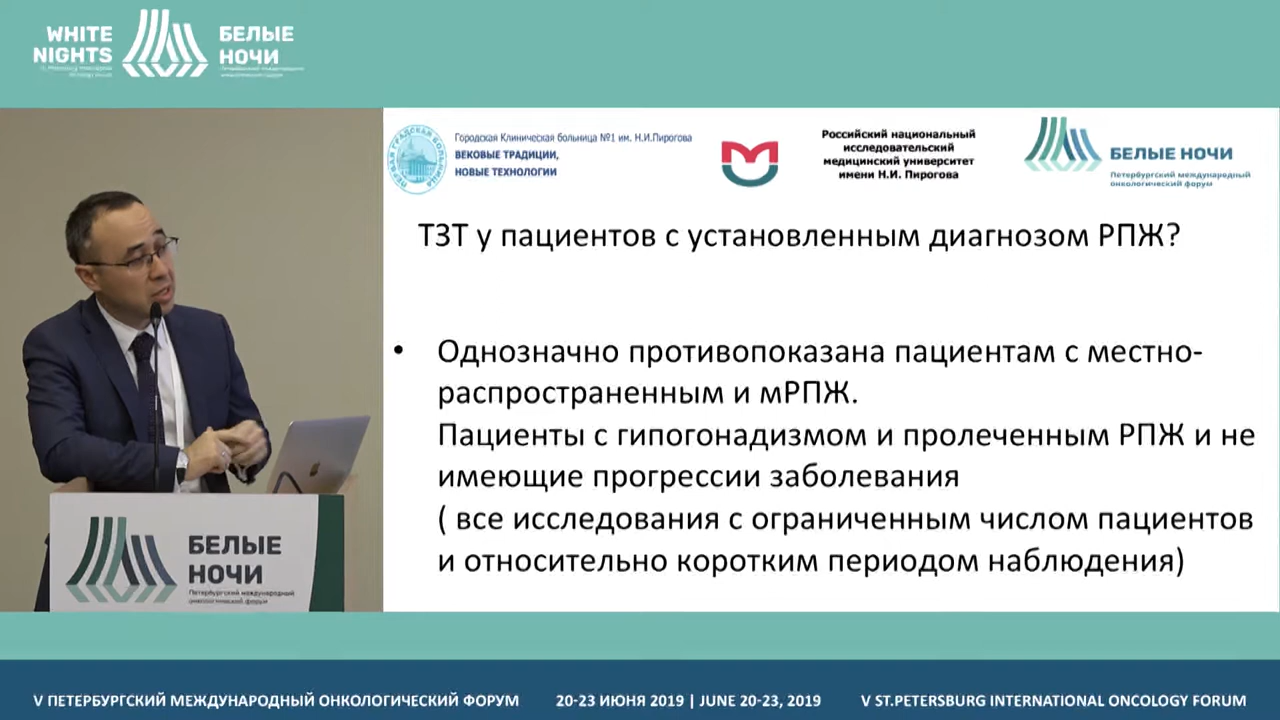 WHITE
NIGHTS
БЕЛЫЕ
НОЧИ
Городская Клиническая больница №1 им. Н.И.Пирогова
ВЕКОВЫЕ ТРАДИЦИИ,
НОВЫЕ ТЕХНОЛОГИИ
Российский национальный
исследовательский
медицинский университет
имени Н.И. Пирогова
БЕЛЫЕ НОЧИ
Петербургский международный
онкологический форум
ТЗТ у пациентов с установленным диагнозом РПЖ?
• Однозначно противопоказана пациентам с местно-
распространенным и мРПЖ.
Пациенты с гипогонадизмом и пролеченным РПЖ и не
имеющие прогрессии заболевания
( все исследования с ограниченным числом пациентов
и относительно коротким периодом наблюдения)
БЕЛЫЕ
НОЧИ
Петербургский международный
онкологический форум
V ПЕТЕРБУРГСКИЙ МЕЖДУНАРОДНЫЙ ОНКОЛОГИЧЕСКИЙ ФОРУМ
20-23 ИЮНЯ 2019 | JUNE 20-23, 2019
V ST.PETERSBURG INTERNATIONAL ONCOLOGY FORUM